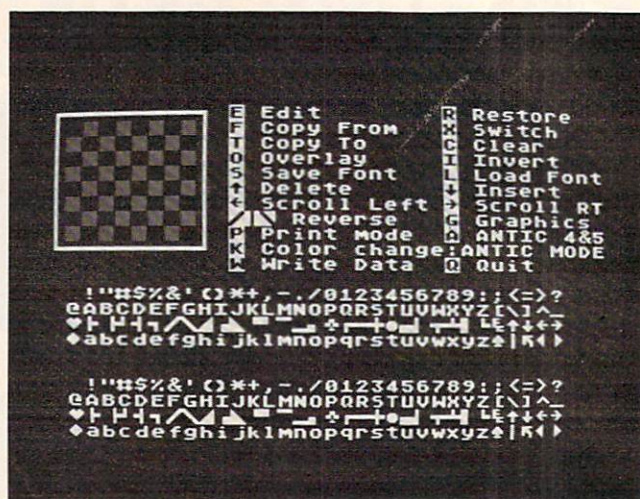 E Edit
F Copy From
T Copy To
O Overlay
S Save Font
↑ Delete
← Scroll Left
Reverse
P Print mode
K Color change:ANTIC MODE
Write Data
R Restore
X Switch
C Clear
I Invert
L Load Font
↓ Insert
→ Scroll RT
G Graphics
A ANTIC 4&5
Q Quit
!"#$%&'()*+,-./0123456789:;<=>?
@ABCDEFGHIJKLMNOPQRSTUVWXYZ[\]^_
♦abcdefghijklmnopqrstuvwxyz♠|↖◀▶
!"#$%&'()*+,-./0123456789:;<=>?
@ABCDEFGHIJKLMNOPQRSTUVWXYZ[\]^_
♦abcdefghijklmnopqrstuvwxyz♠|↖◀▶